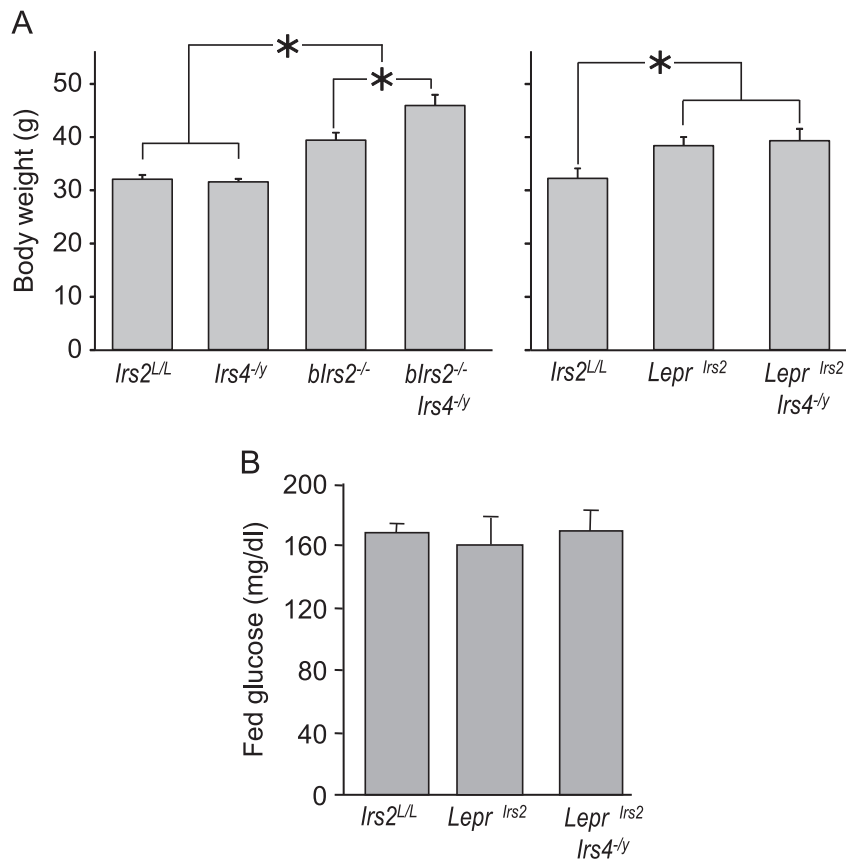 A
Body weight (g)
50
40
30
20
10
0
*
*
Irs2L/L Irs4-/y bIrs2-/- bIrs2-/-
Irs4-/y
*
Irs2L/L Lepr Irs2 Lepr Irs2
Irs4-/y
B
Fed glucose (mg/dl)
200
160
120
80
40
0
Irs2L/L Lepr Irs2 Lepr Irs2
Irs4-/y